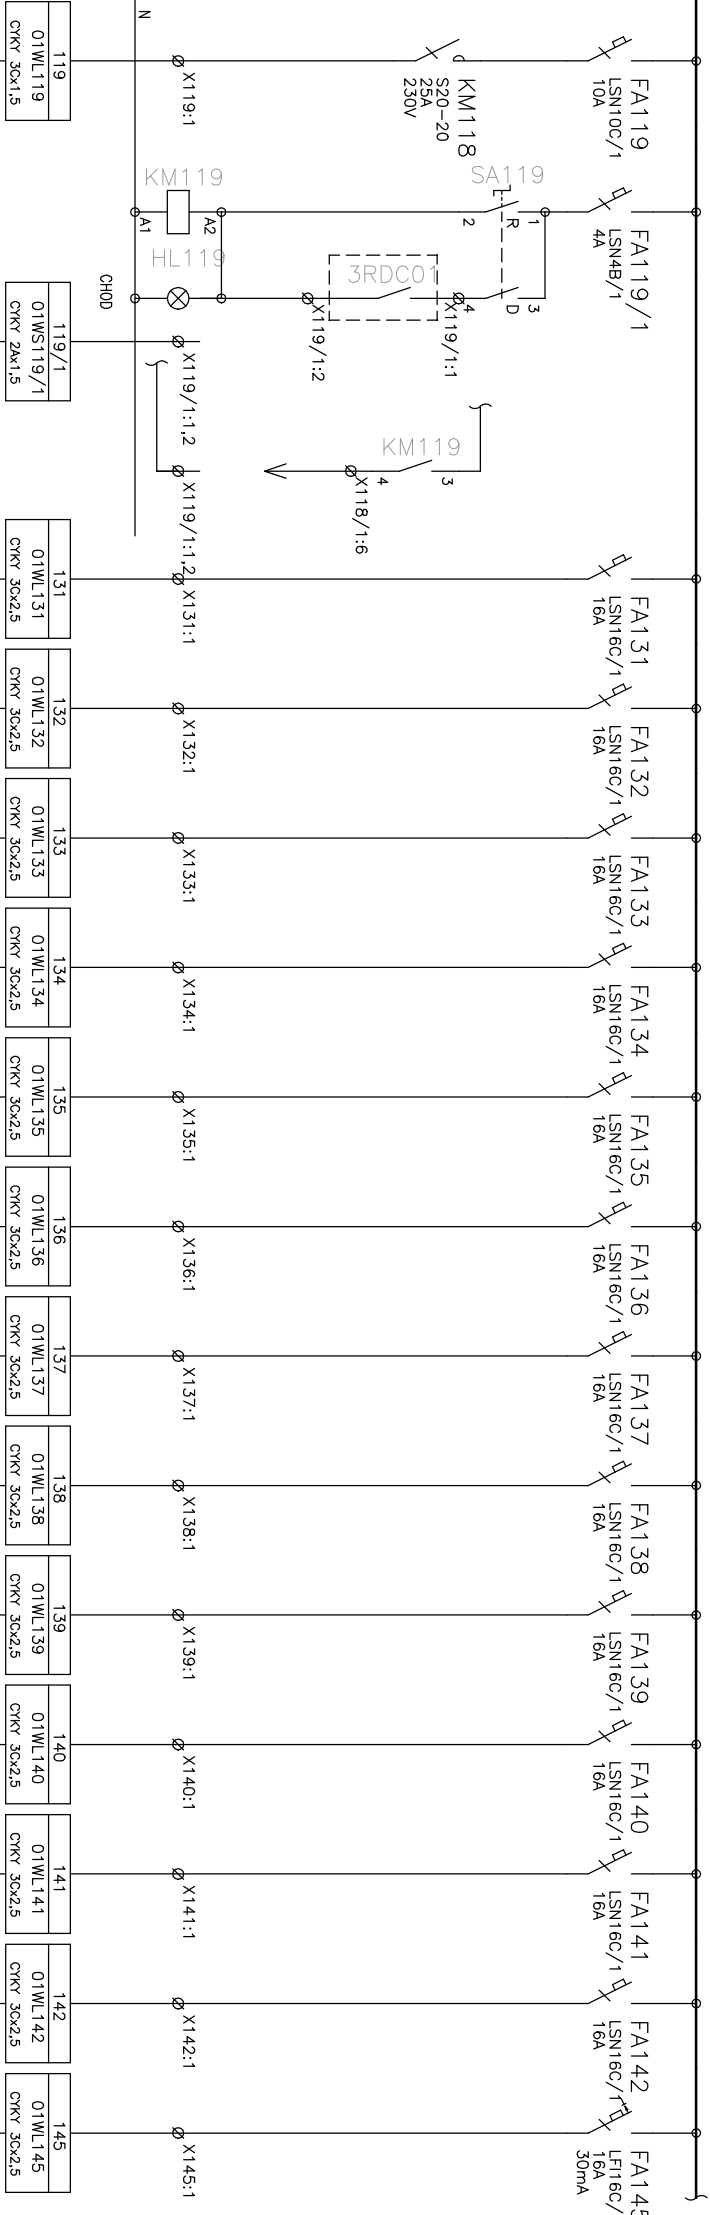 FA119
LSN10C/1
10A
KM118
S20-20
25A
230V
X119:1
N
119
01WL119
CYKY 3Cx1,5
FA119/1
LSN4B/1
4A
SA119
1
R
2
3
D
4
X119/1:1
3RDC01
X119/1:2
KM119
A2
A1
HL119
CHOD
X119/1:1,2
119/1
01WS119/1
CYKY 2Ax1,5
KM119
3
4
X118/1:6
X119/1:1,2
FA131
LSN16C/1
16A
X131:1
131
01WL131
CYKY 3Cx2,5
FA132
LSN16C/1
16A
X132:1
132
01WL132
CYKY 3Cx2,5
FA133
LSN16C/1
16A
X133:1
133
01WL133
CYKY 3Cx2,5
FA134
LSN16C/1
16A
X134:1
134
01WL134
CYKY 3Cx2,5
FA135
LSN16C/1
16A
X135:1
135
01WL135
CYKY 3Cx2,5
FA136
LSN16C/1
16A
X136:1
136
01WL136
CYKY 3Cx2,5
FA137
LSN16C/1
16A
X137:1
137
01WL137
CYKY 3Cx2,5
FA138
LSN16C/1
16A
X138:1
138
01WL138
CYKY 3Cx2,5
FA139
LSN16C/1
16A
X139:1
139
01WL139
CYKY 3Cx2,5
FA140
LSN16C/1
16A
X140:1
140
01WL140
CYKY 3Cx2,5
FA141
LSN16C/1
16A
X141:1
141
01WL141
CYKY 3Cx2,5
FA142
LSN16C/1
16A
X142:1
142
01WL142
CYKY 3Cx2,5
FA145
LFI16C/
16A
30mA
X145:1
145
01WL145
CYKY 3Cx2,5